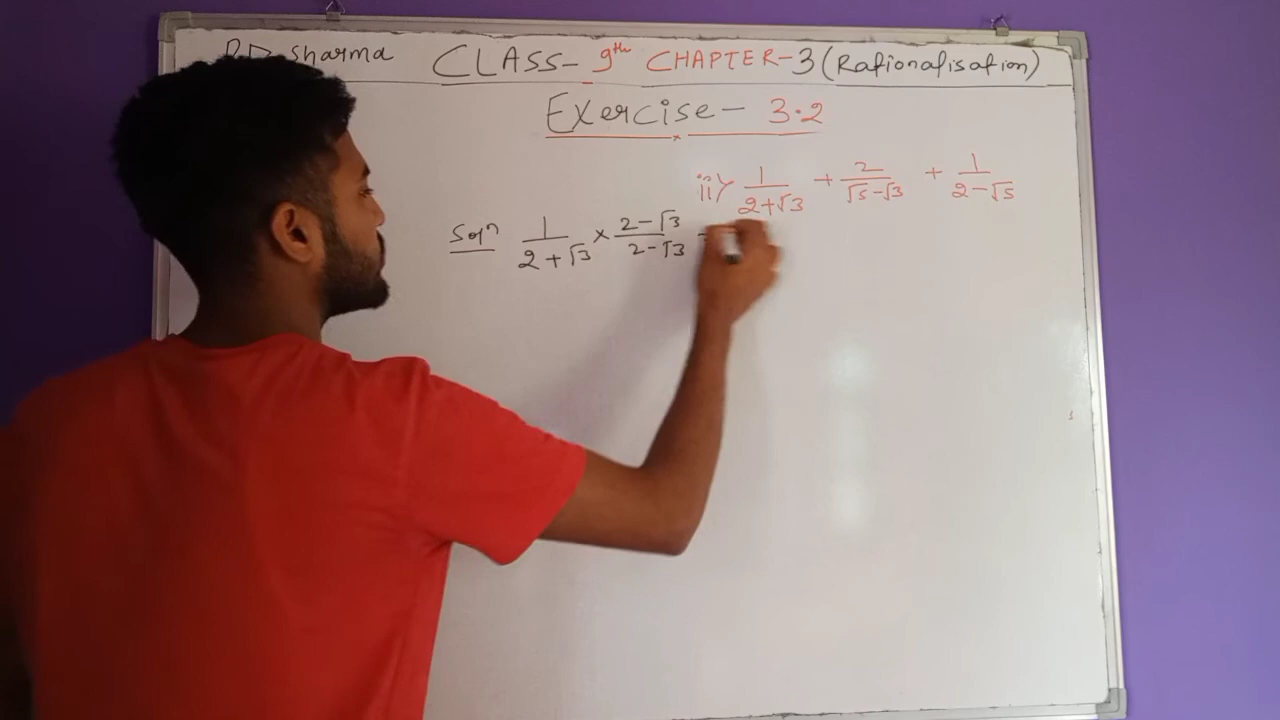 RD Sharma CLASS- 9th CHAPTER-3 (Rationalisation)
Exercise- 3.2
ii) 1/(2+√3) + 2/(√5-√3) + 1/(2-√5)
Solⁿ 1/(2+√3) × (2-√3)/(2-√3)